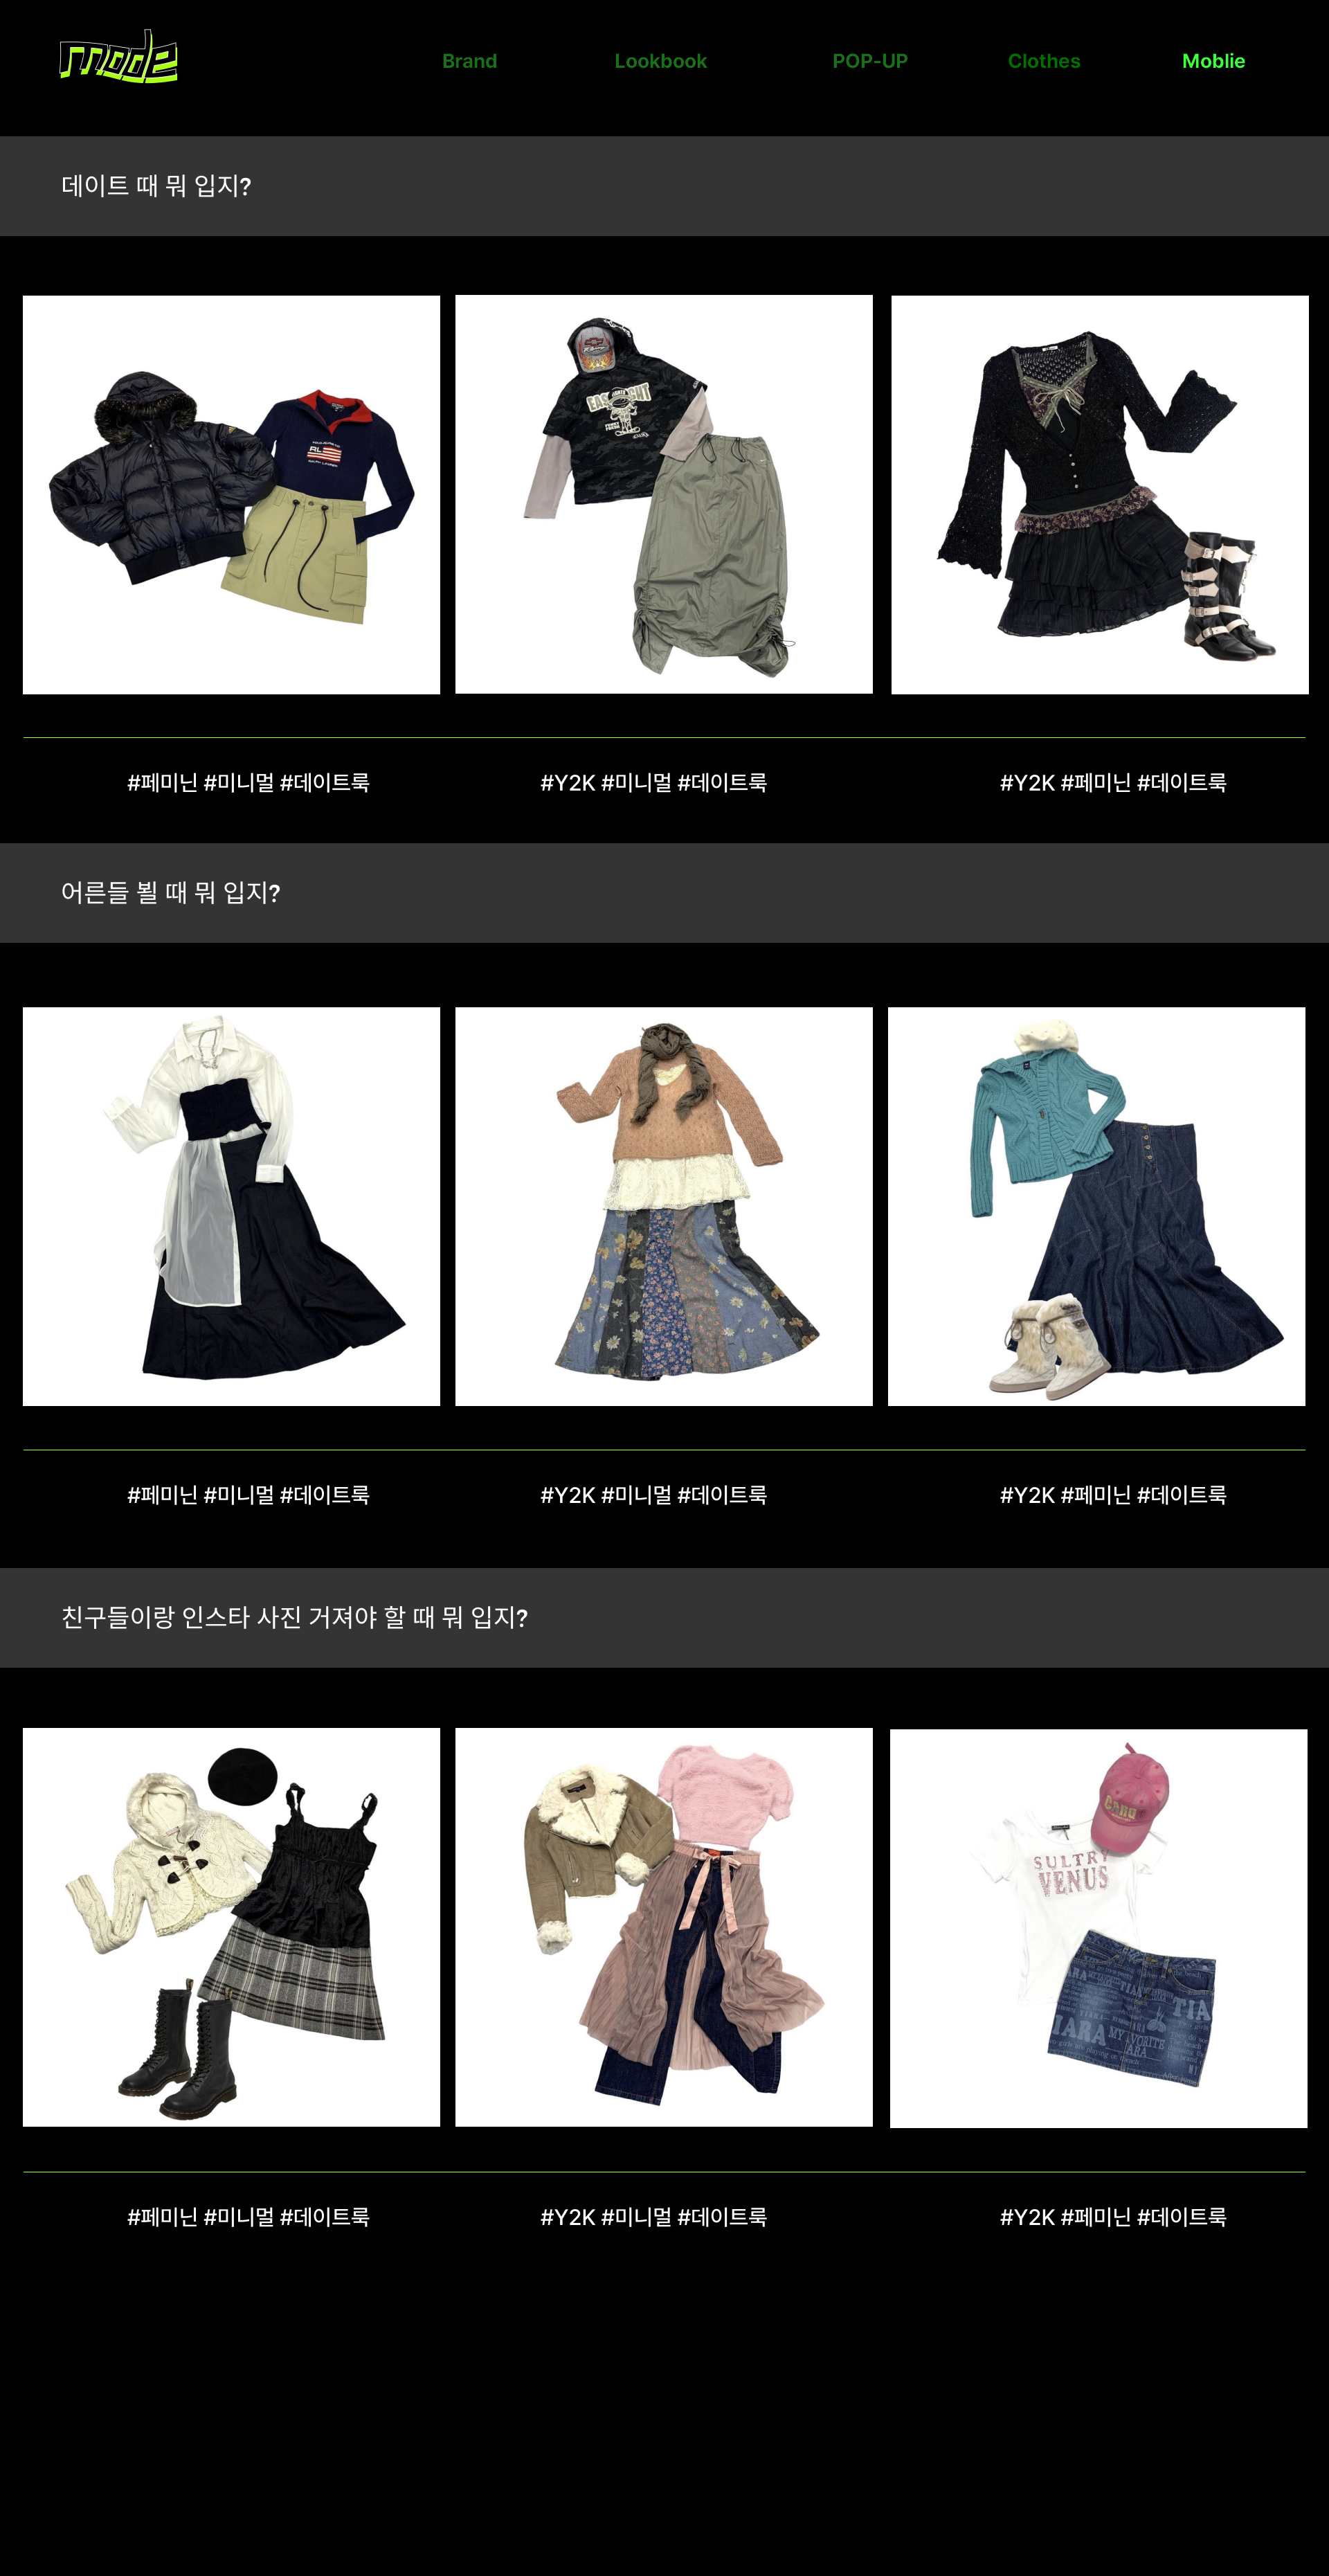 mode
Brand Lookbook POP-UP Clothes Moblie
데이트 때 뭐 입지?
RL
RALPH LAUREN
#페미닌 #미니멀 #데이트룩 #Y2K #미니멀 #데이트룩 #Y2K #페미닌 #데이트룩
어른들 뵐 때 뭐 입지?
#페미닌 #미니멀 #데이트룩 #Y2K #미니멀 #데이트룩 #Y2K #페미닌 #데이트룩
친구들이랑 인스타 사진 거져야 할 때 뭐 입지?
SULTRY
VENUS
TIARA
MY FAVORITE
#페미닌 #미니멀 #데이트룩 #Y2K #미니멀 #데이트룩 #Y2K #페미닌 #데이트룩